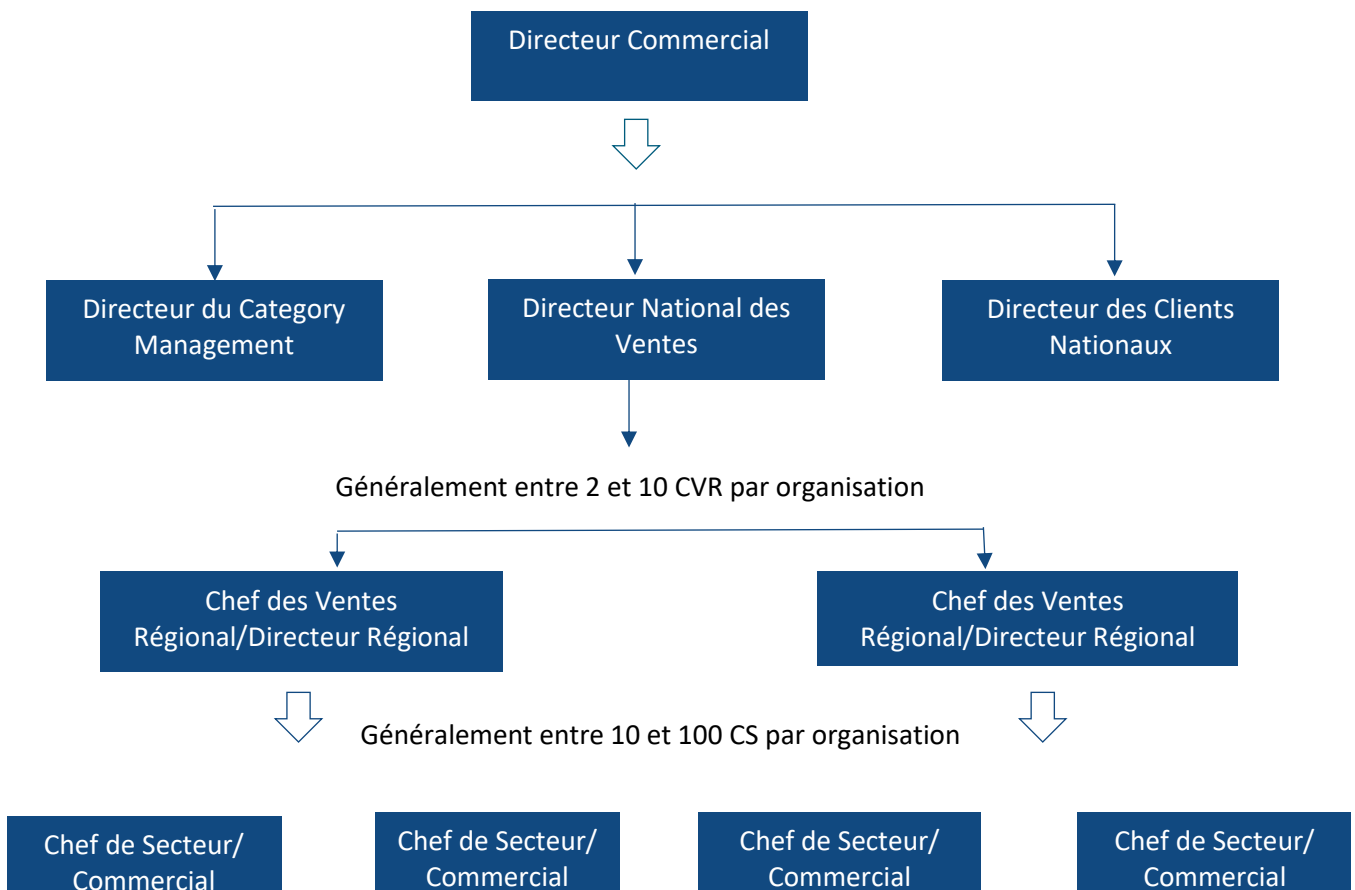 Directeur Commercial
Directeur du Category
Management
Directeur National des
Ventes
Directeur des Clients
Nationaux
Généralement entre 2 et 10 CVR par organisation
Chef des Ventes
Régional/Directeur Régional
Chef des Ventes
Régional/Directeur Régional
Généralement entre 10 et 100 CS par organisation
Chef de Secteur/
Commercial
Chef de Secteur/
Commercial
Chef de Secteur/
Commercial
Chef de Secteur/
Commercial